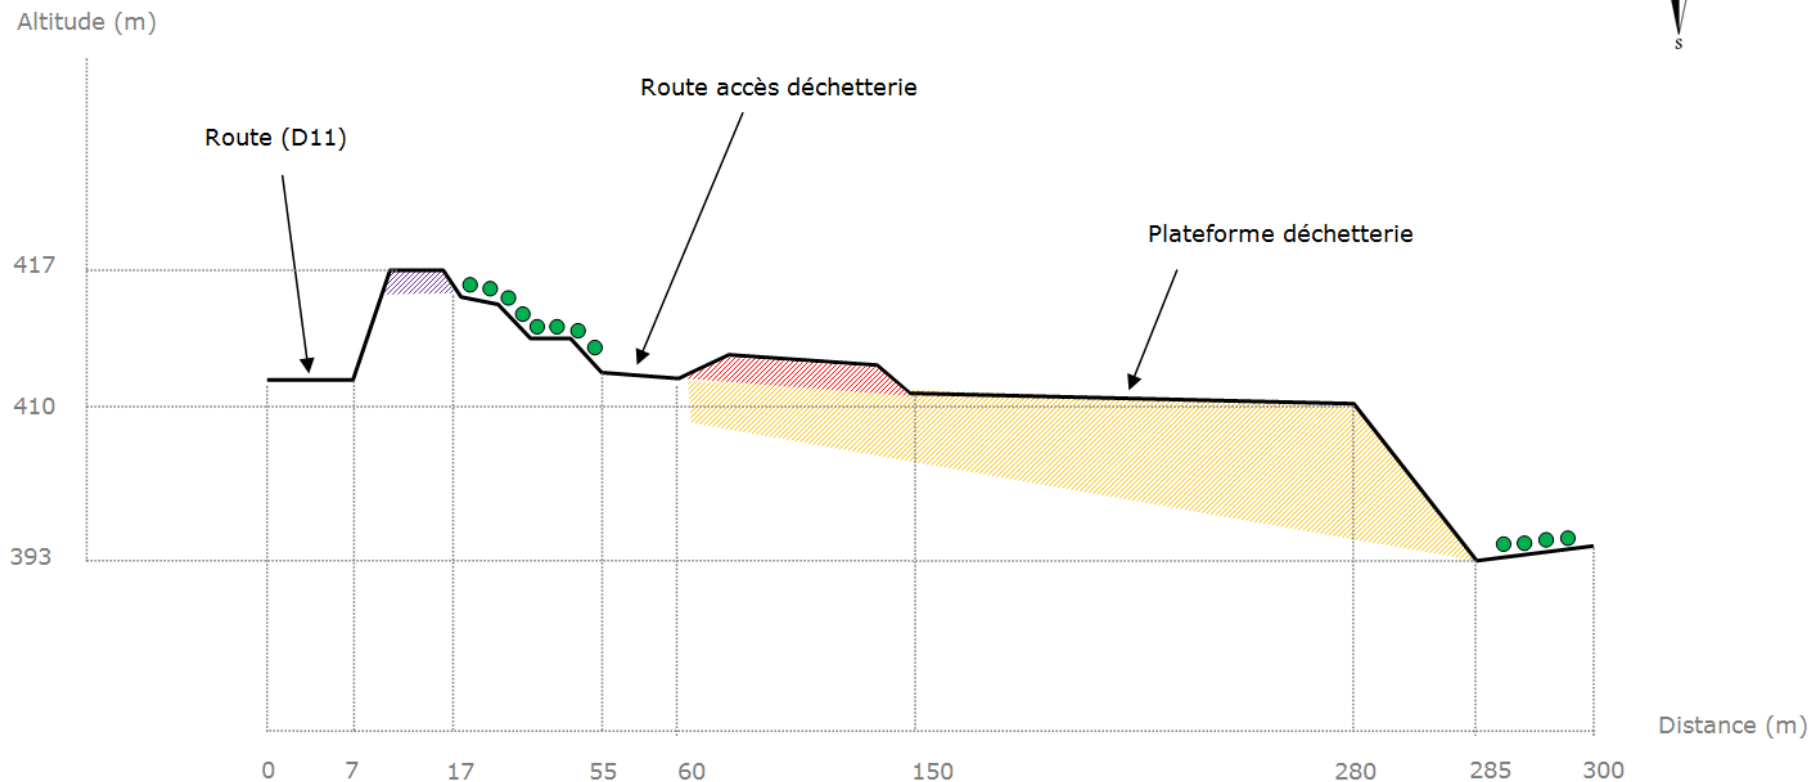 Altitude (m)
S
Route accès déchetterie
Route (D11)
Plateforme déchetterie
417
410
393
Distance (m)
0 7 17 55 60 150 280 285 300